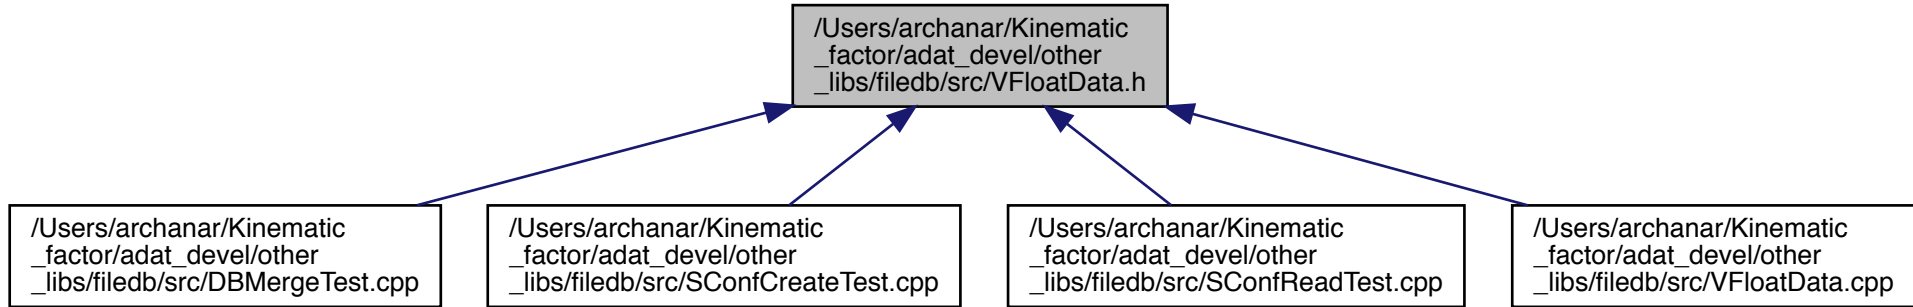 /Users/archanar/Kinematic
_factor/adat_devel/other
_libs/filedb/src/VFloatData.h
/Users/archanar/Kinematic
_factor/adat_devel/other
_libs/filedb/src/DBMergeTest.cpp
/Users/archanar/Kinematic
_factor/adat_devel/other
_libs/filedb/src/SConfCreateTest.cpp
/Users/archanar/Kinematic
_factor/adat_devel/other
_libs/filedb/src/SConfReadTest.cpp
/Users/archanar/Kinematic
_factor/adat_devel/other
_libs/filedb/src/VFloatData.cpp